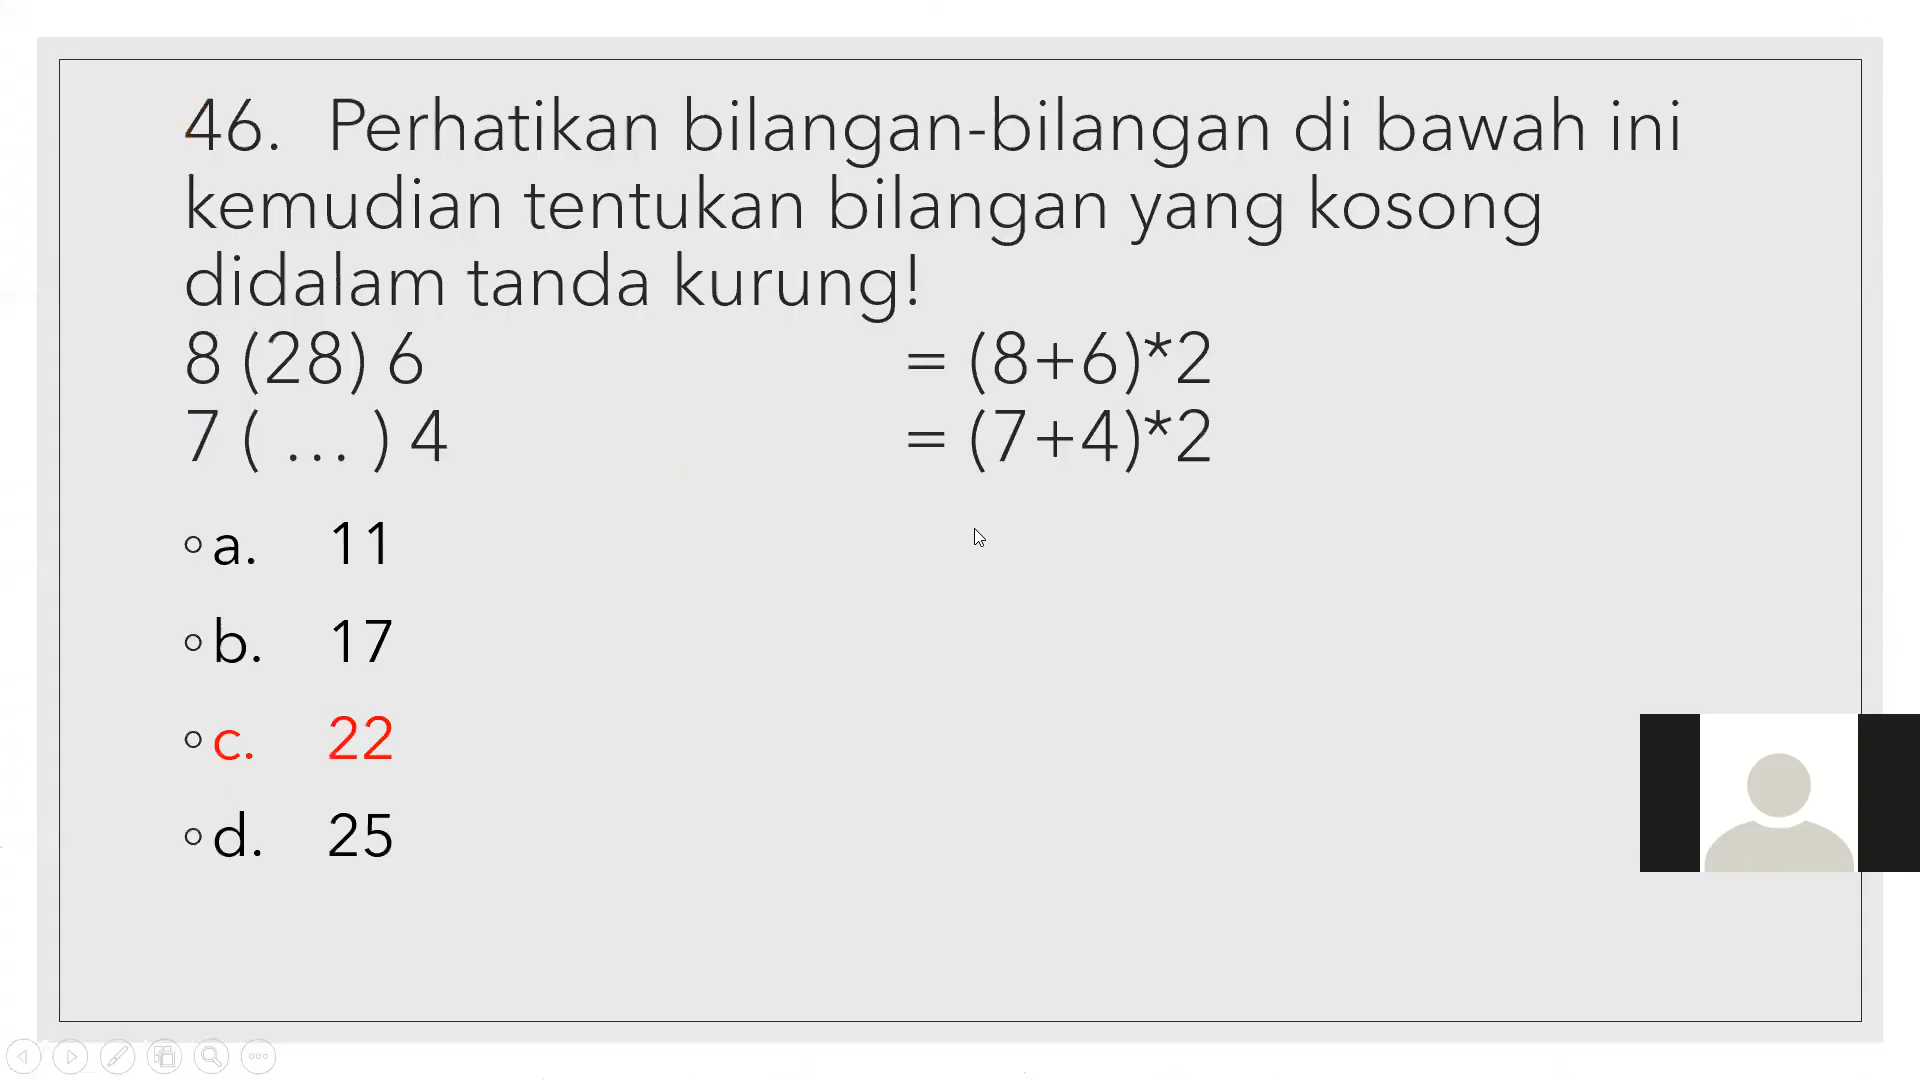 46. Perhatikan bilangan-bilangan di bawah ini
kemudian tentukan bilangan yang kosong
didalam tanda kurung!
8 (28) 6 = (8+6)*2
7 ( ... ) 4 = (7+4)*2
a. 11
b. 17
c. 22
d. 25